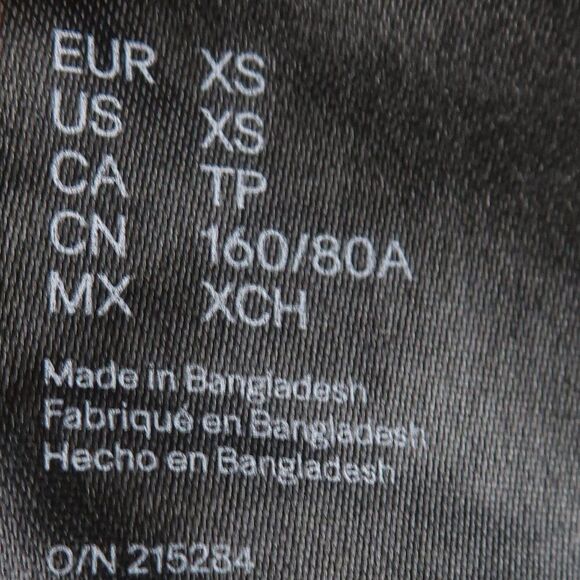 EUR XS
US XS
CA TP
CN 160/80A
MX XCH
Made in Bangladesh
Fabriqué en Bangladesh
Hecho en Bangladesh
O/N 215284